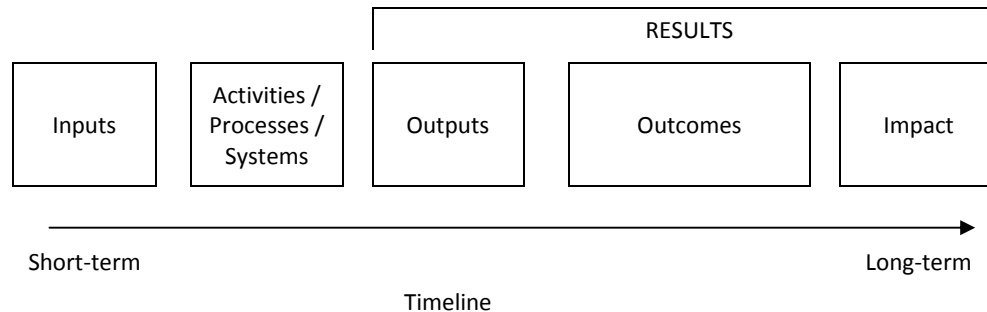 RESULTS
Inputs
Activities /
Processes /
Systems
Outputs
Outcomes
Impact
Short-term
Long-term
Timeline